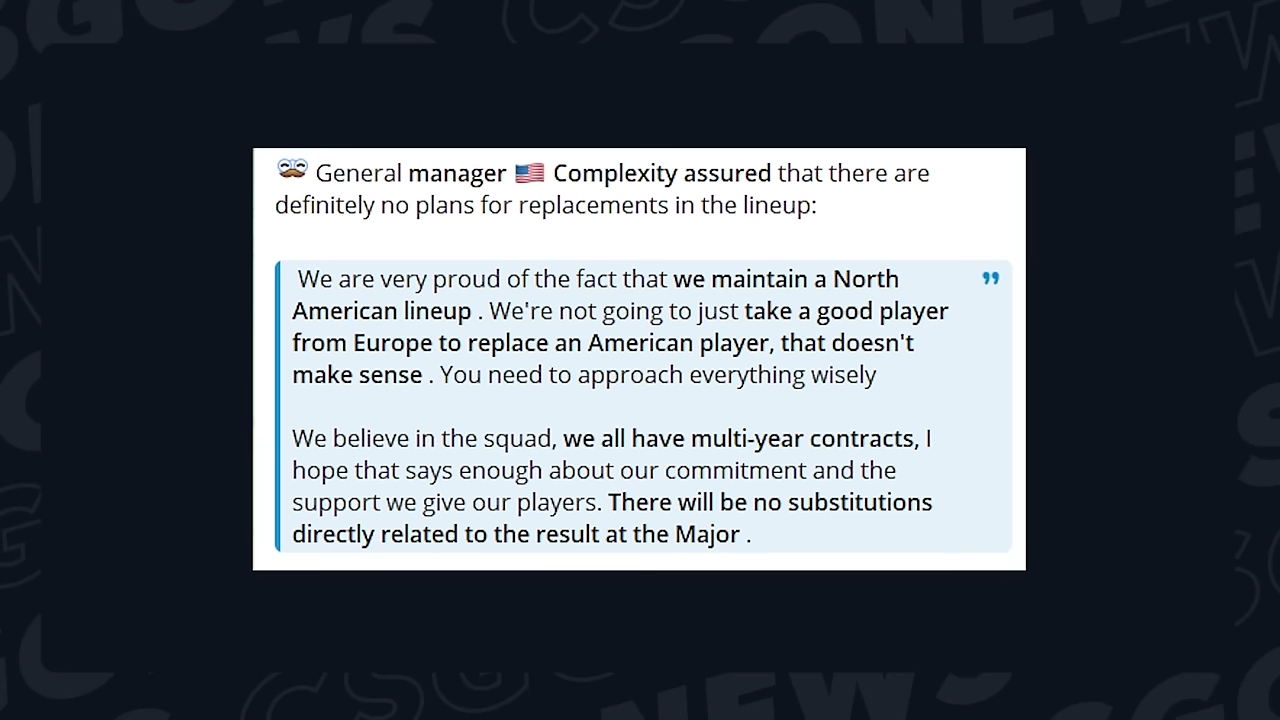 General manager 🇺🇸 Complexity assured that there are
definitely no plans for replacements in the lineup:
We are very proud of the fact that we maintain a North
American lineup . We're not going to just take a good player
from Europe to replace an American player, that doesn't
make sense . You need to approach everything wisely
We believe in the squad, we all have multi-year contracts, I
hope that says enough about our commitment and the
support we give our players. There will be no substitutions
directly related to the result at the Major .